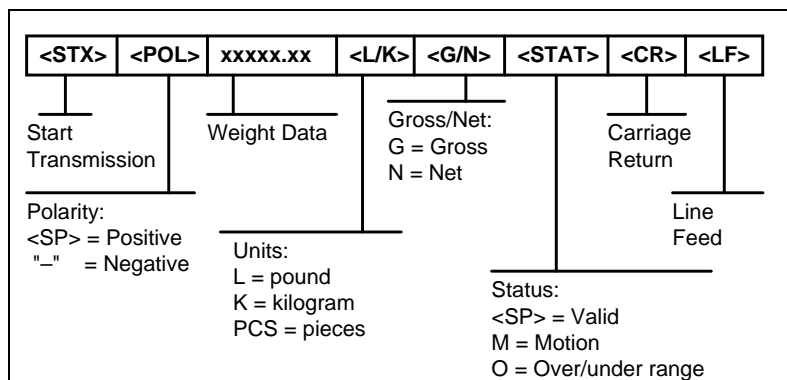 <STX> <POL> xxxxx.xx <L/K> <G/N> <STAT> <CR> <LF>
Start
Transmission
Weight Data
Gross/Net:
G = Gross
N = Net
Carriage
Return
Polarity:
<SP> = Positive
"–" = Negative
Units:
L = pound
K = kilogram
PCS = pieces
Line
Feed
Status:
<SP> = Valid
M = Motion
O = Over/under range